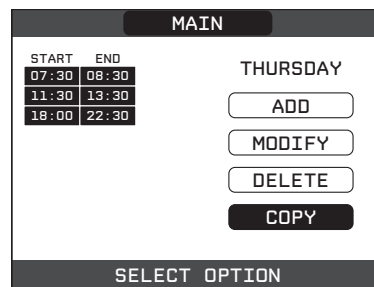 MAIN
START END
07:30 08:30
11:30 13:30
18:00 22:30
THURSDAY
ADD
MODIFY
DELETE
COPY
SELECT OPTION